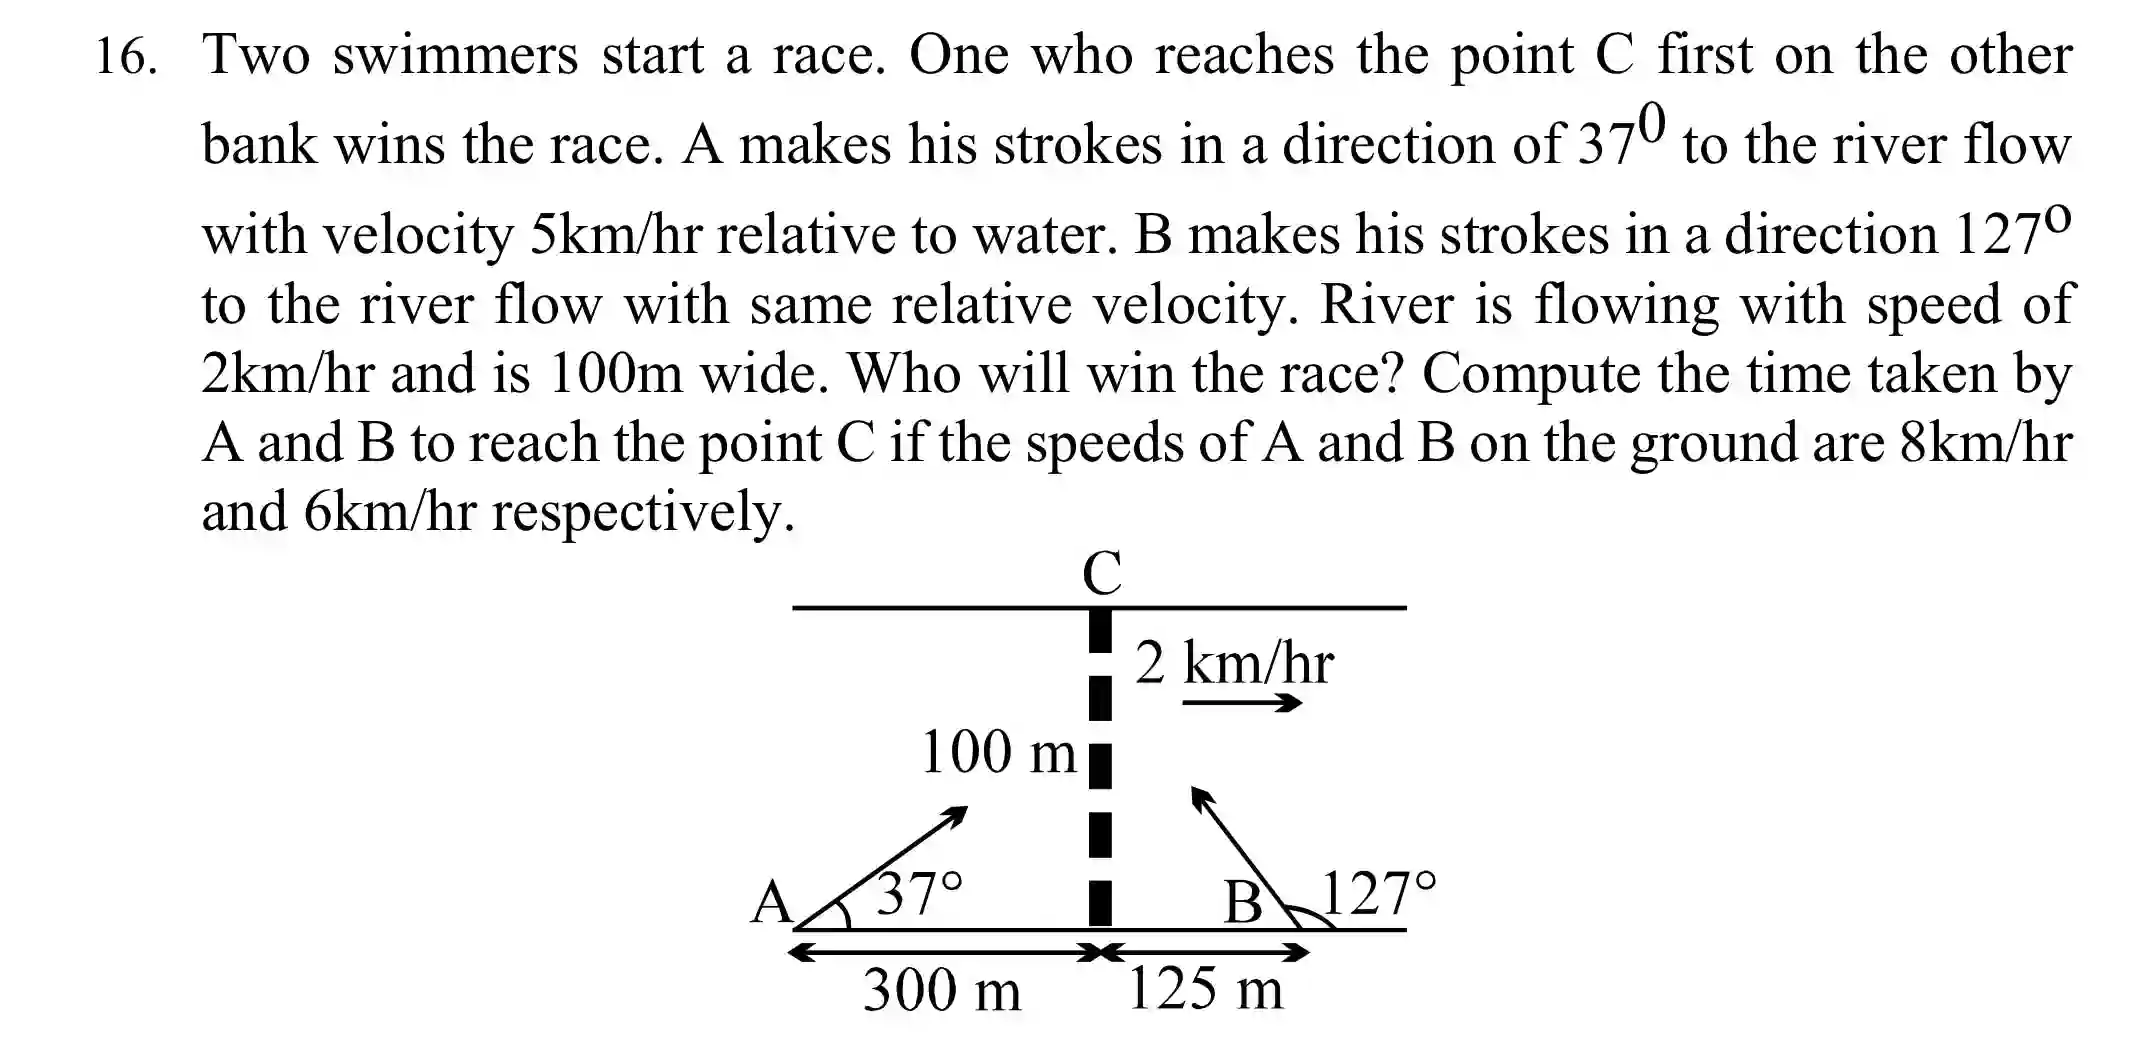 16. Two swimmers start a race. One who reaches the point C first on the other
bank wins the race. A makes his strokes in a direction of 37⁰ to the river flow
with velocity 5km/hr relative to water. B makes his strokes in a direction 127º
to the river flow with same relative velocity. River is flowing with speed of
2km/hr and is 100m wide. Who will win the race? Compute the time taken by
A and B to reach the point C if the speeds of A and B on the ground are 8km/hr
and 6km/hr respectively.
C
2 km/hr
100 m
A 37° B 127°
300 m 125 m